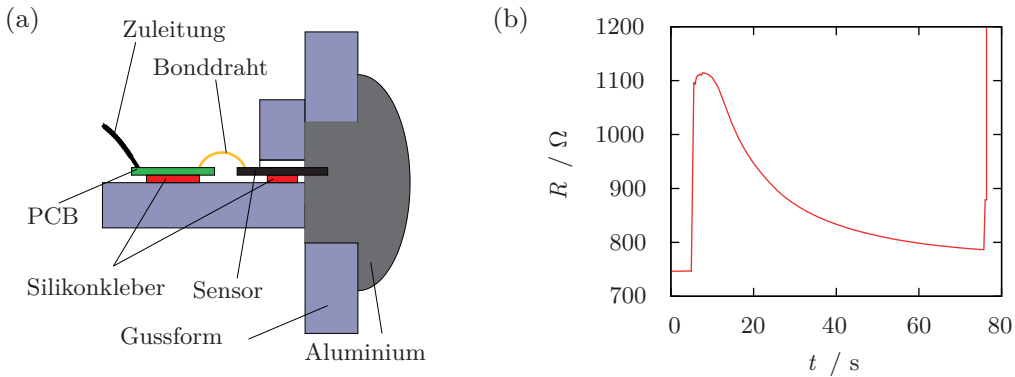 (a)
Zuleitung
Bonddraht
PCB
Silikonkleber
Sensor
Gussform
Aluminium
(b)
1200
1100
1000
900
800
700
R / Ω
0 20 40 60 80
t / s